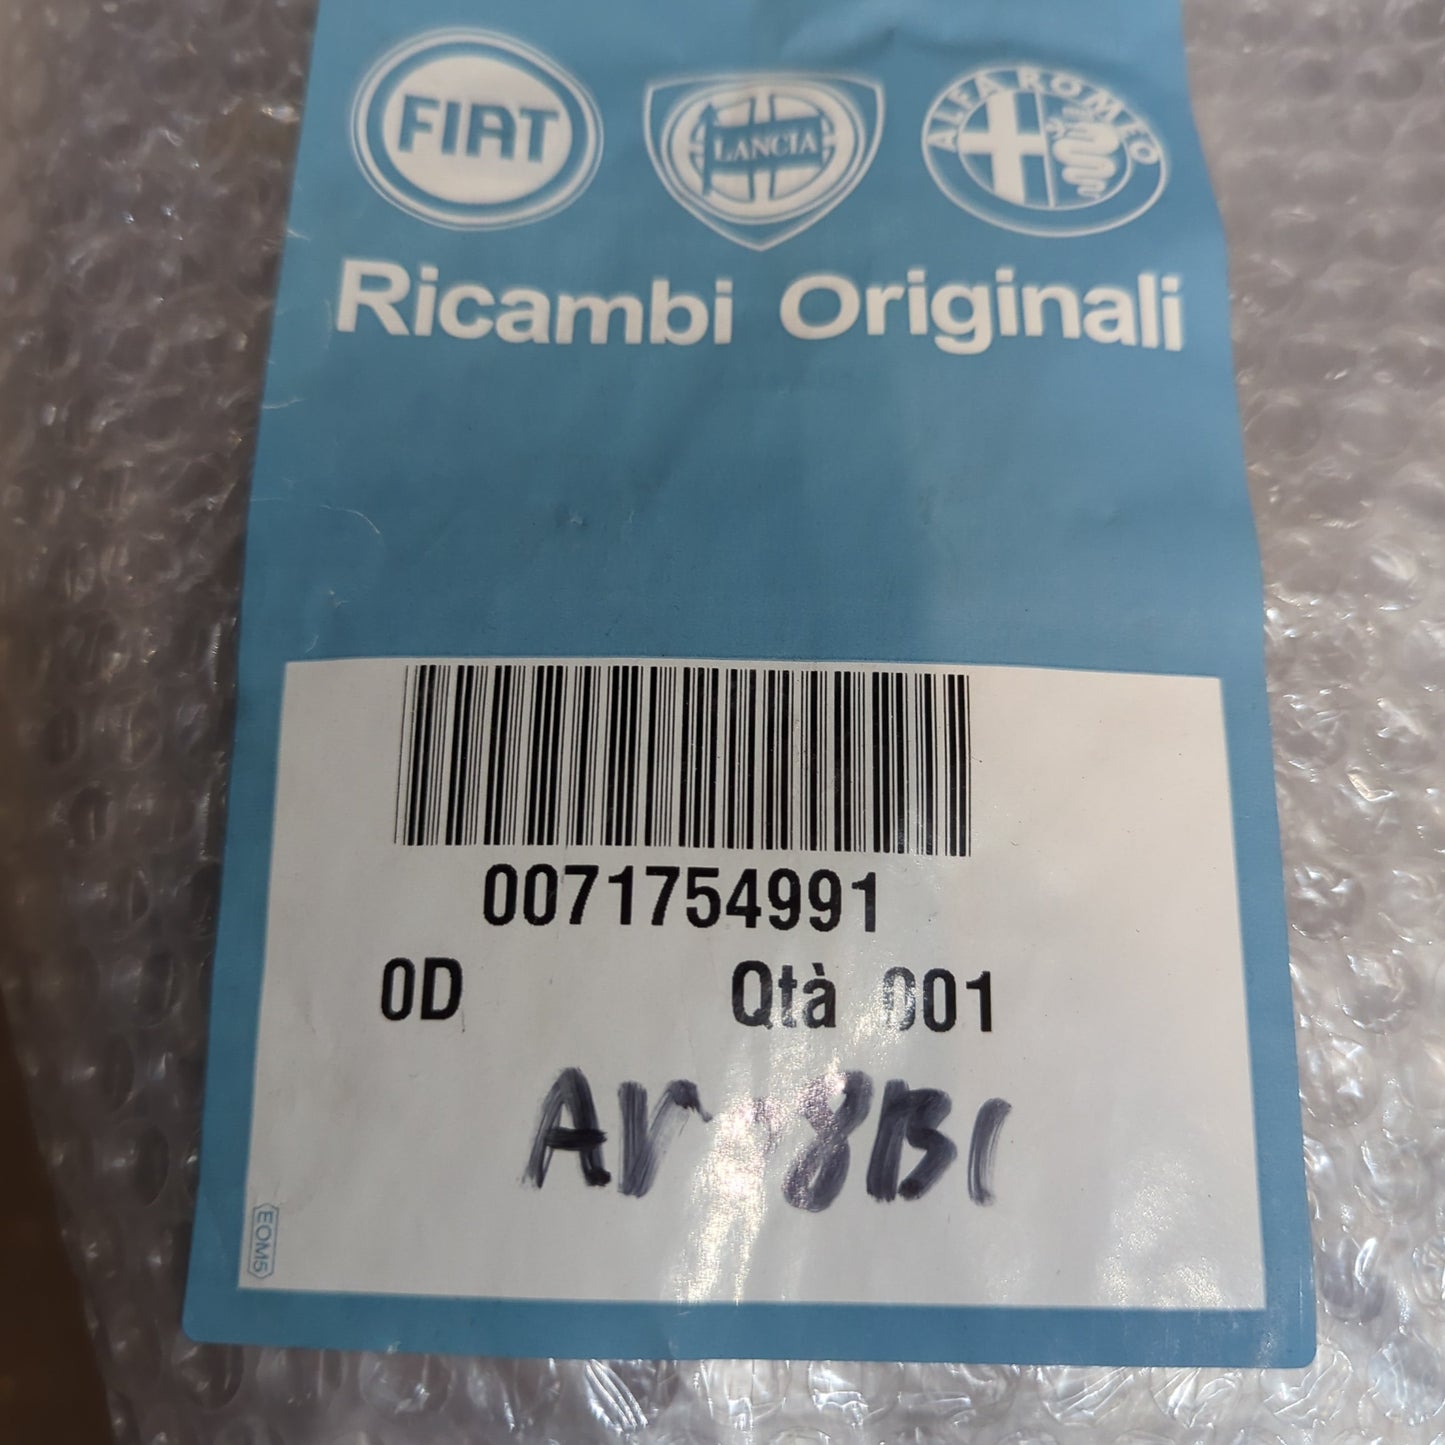 FIAT
LANCIA
ALFA ROMEO
Ricambi Originali
0071754991
0D Qtà 001
EOM5